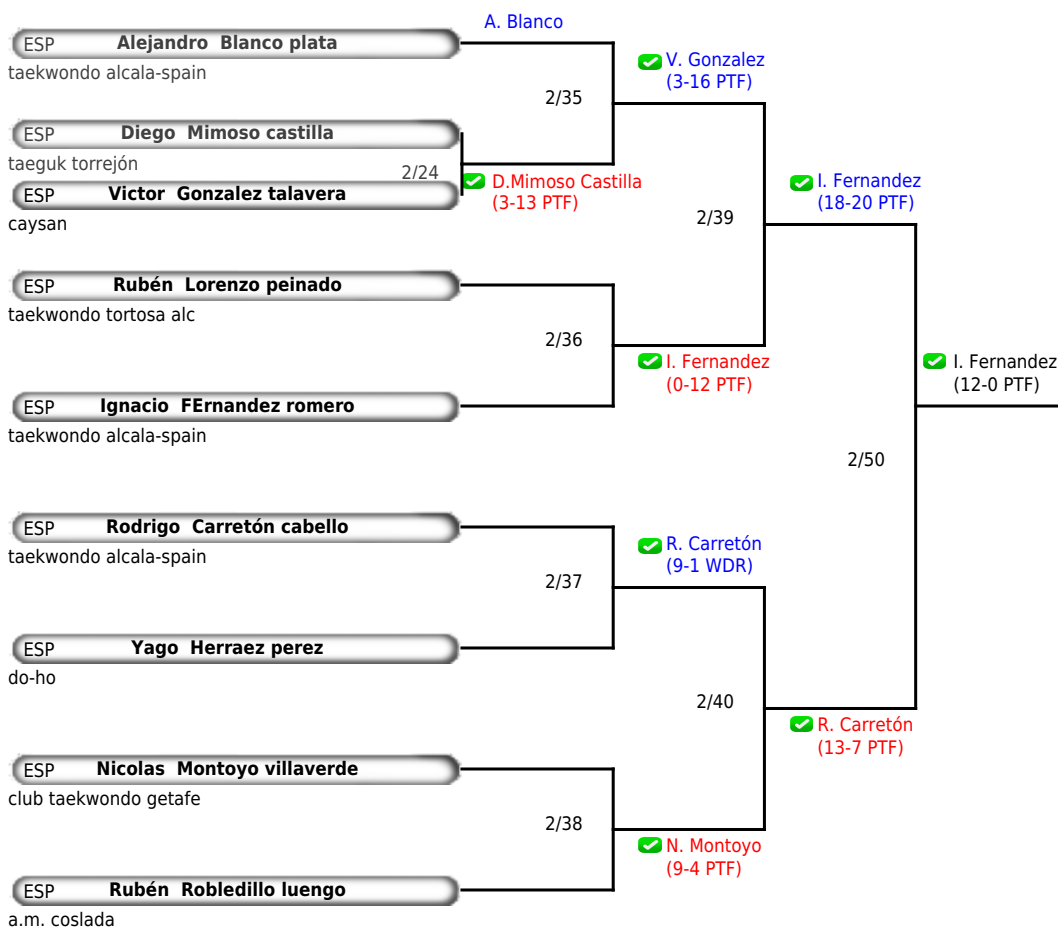 A. Blanco
ESP Alejandro Blanco plata
taekwondo alcala-spain
V. Gonzalez
(3-16 PTF)
2/35
ESP Diego Mimoso castilla
taeguk torrejón
2/24
D.Mimoso Castilla
(3-13 PTF)
ESP Victor Gonzalez talavera
caysan
I. Fernandez
(18-20 PTF)
2/39
ESP Rubén Lorenzo peinado
taekwondo tortosa alc
2/36
I. Fernandez
(0-12 PTF)
I. Fernandez
(12-0 PTF)
ESP Ignacio FErnandez romero
taekwondo alcala-spain
2/50
ESP Rodrigo Carretón cabello
taekwondo alcala-spain
R. Carretón
(9-1 WDR)
2/37
ESP Yago Herraez perez
do-ho
2/40
R. Carretón
(13-7 PTF)
ESP Nicolas Montoyo villaverde
club taekwondo getafe
2/38
N. Montoyo
(9-4 PTF)
ESP Rubén Robledillo luengo
a.m. coslada